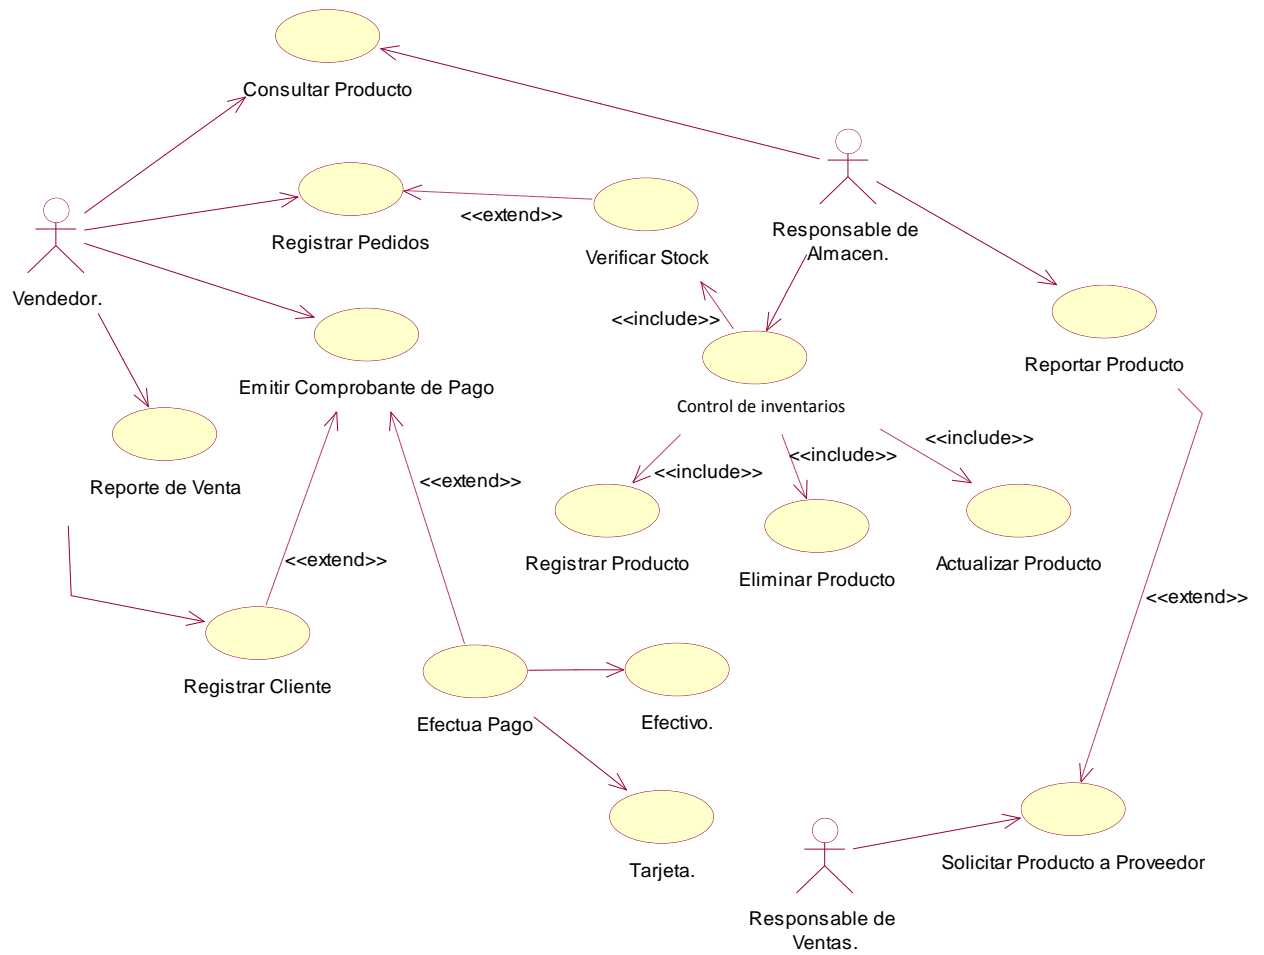 Consultar Producto
Registrar Pedidos
<<extend>>
Verificar Stock
Responsable de
Almacen.
Vendedor.
<<include>>
Emitir Comprobante de Pago
Reportar Producto
Control de inventarios
<<include>>
<<include>>
<<include>>
<<extend>>
Reporte de Venta
Registrar Producto
Eliminar Producto
Actualizar Producto
<<extend>>
<<extend>>
Registrar Cliente
Efectua Pago
Efectivo.
Tarjeta.
Solicitar Producto a Proveedor
Responsable de
Ventas.